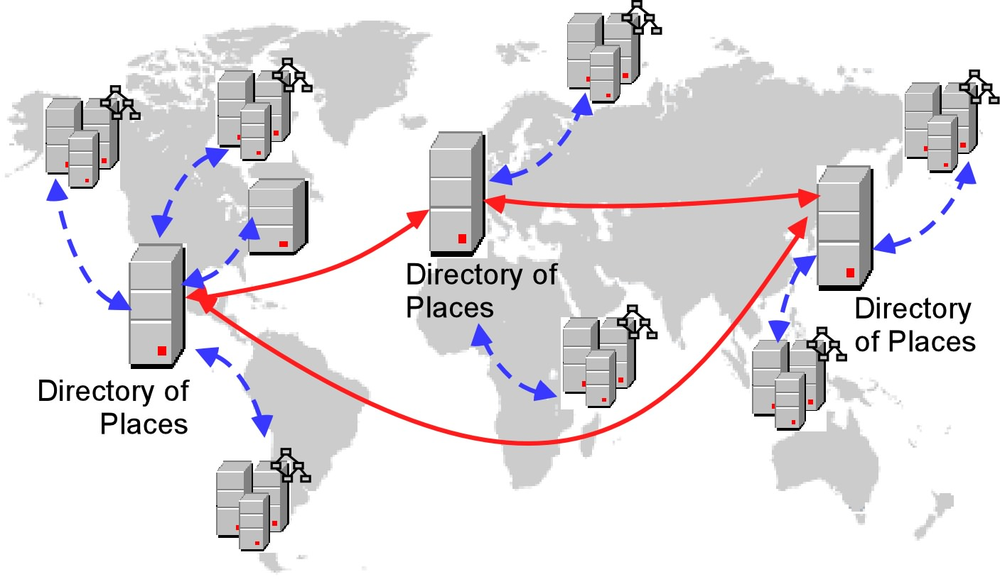 Directory of
Places
Directory of
Places
Directory
of Places